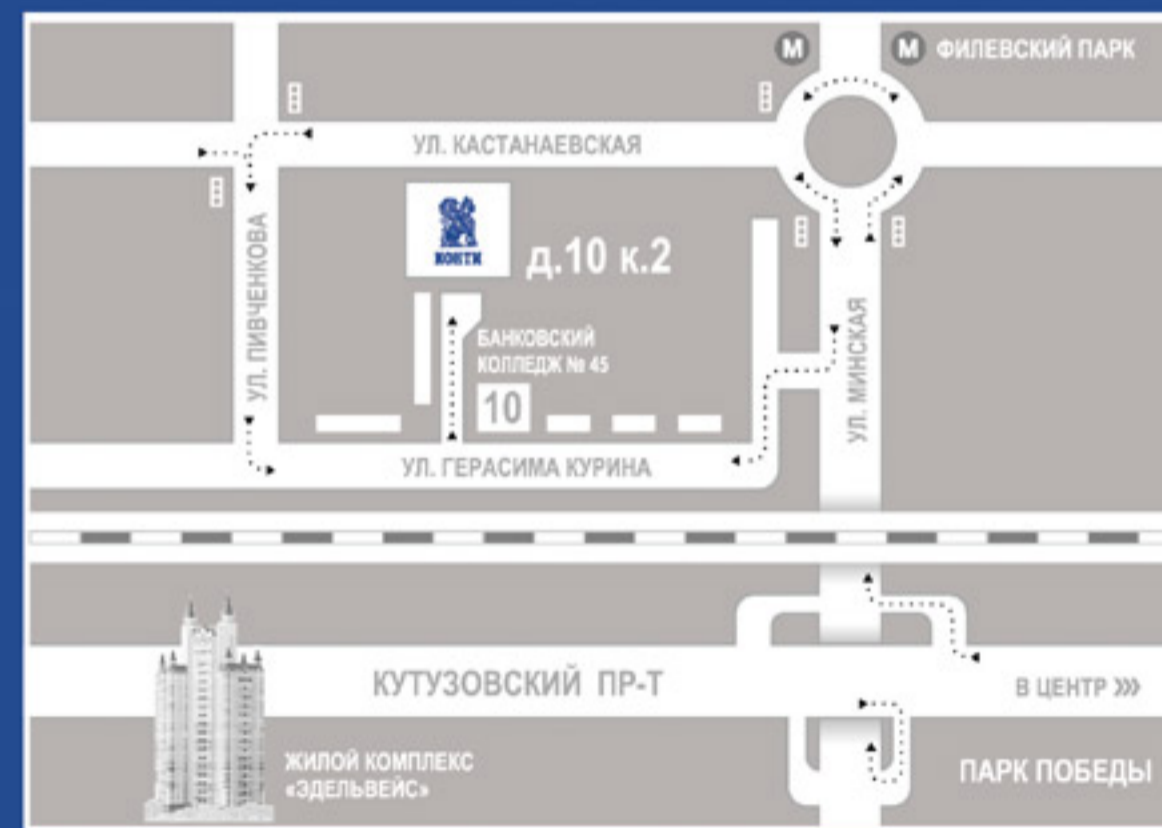 М
М ФИЛЕВСКИЙ ПАРК
УЛ. КАСТАНАЕВСКАЯ
КОНТИ
д.10 к.2
УЛ. ПИВЧЕНКОВА
БАНКОВСКИЙ
КОЛЛЕДЖ № 45
10
УЛ. МИНСКАЯ
УЛ. ГЕРАСИМА КУРИНА
КУТУЗОВСКИЙ ПР-Т
В ЦЕНТР »»
ЖИЛОЙ КОМПЛЕКС
«ЭДЕЛЬВЕЙС»
ПАРК ПОБЕДЫ